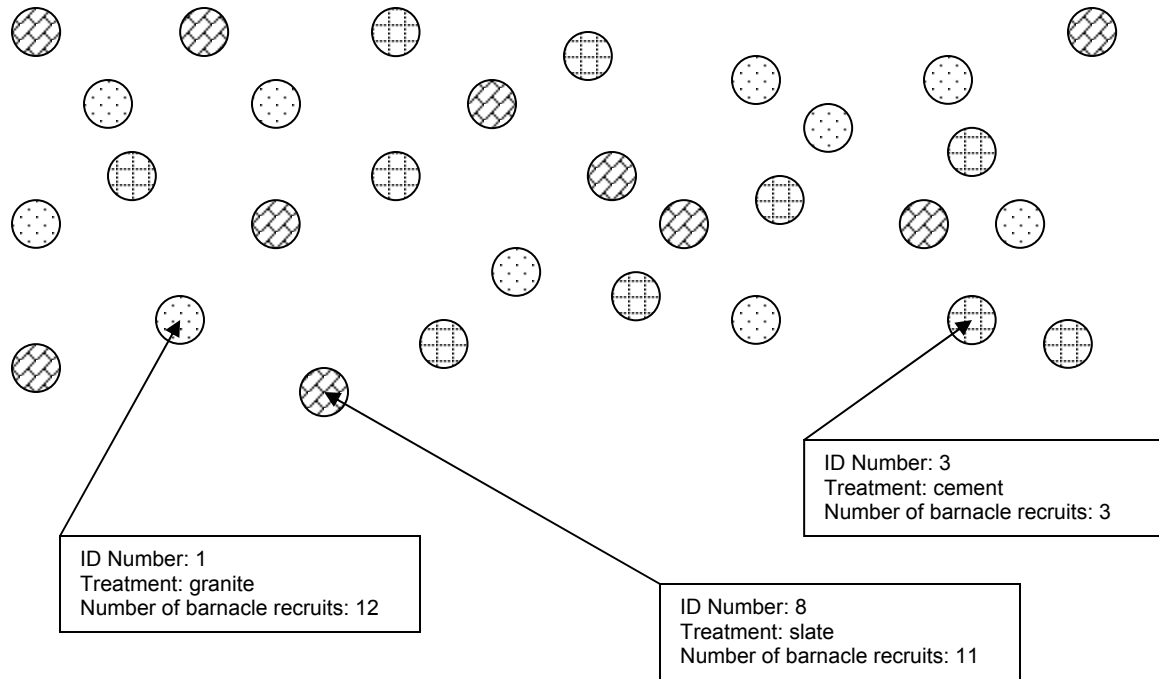 ID Number: 3
Treatment: cement
Number of barnacle recruits: 3
ID Number: 1
Treatment: granite
Number of barnacle recruits: 12
ID Number: 8
Treatment: slate
Number of barnacle recruits: 11